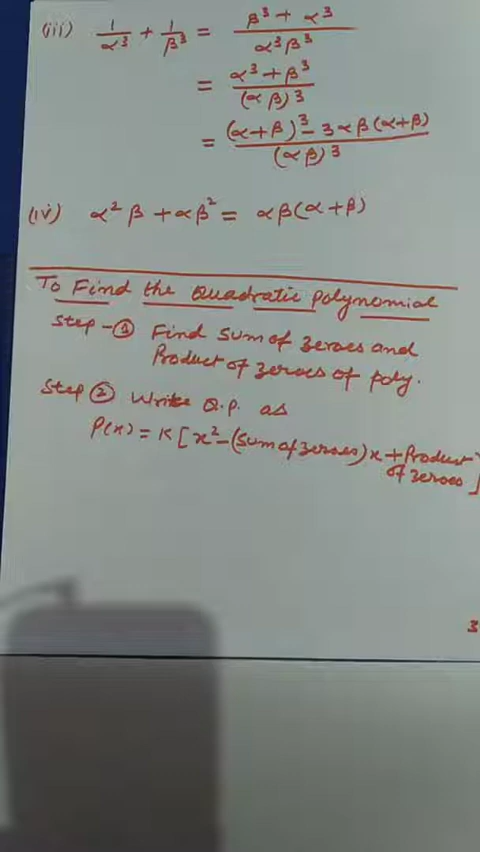 (iii) 1/α³ + 1/β³ = β³ + α³ / α³β³
= α³ + β³ / (αβ)³
= (α+β)³ - 3αβ(α+β) / (αβ)³
(iv) α²β + αβ² = αβ(α+β)
To Find the Quadratic polynomial
Step - ① Find Sum of zeroes and
Product of zeroes of poly.
Step ② Write Q.P. as
P(x) = K[x² - (Sum of zeroes)x + Product
of zeroes]
3